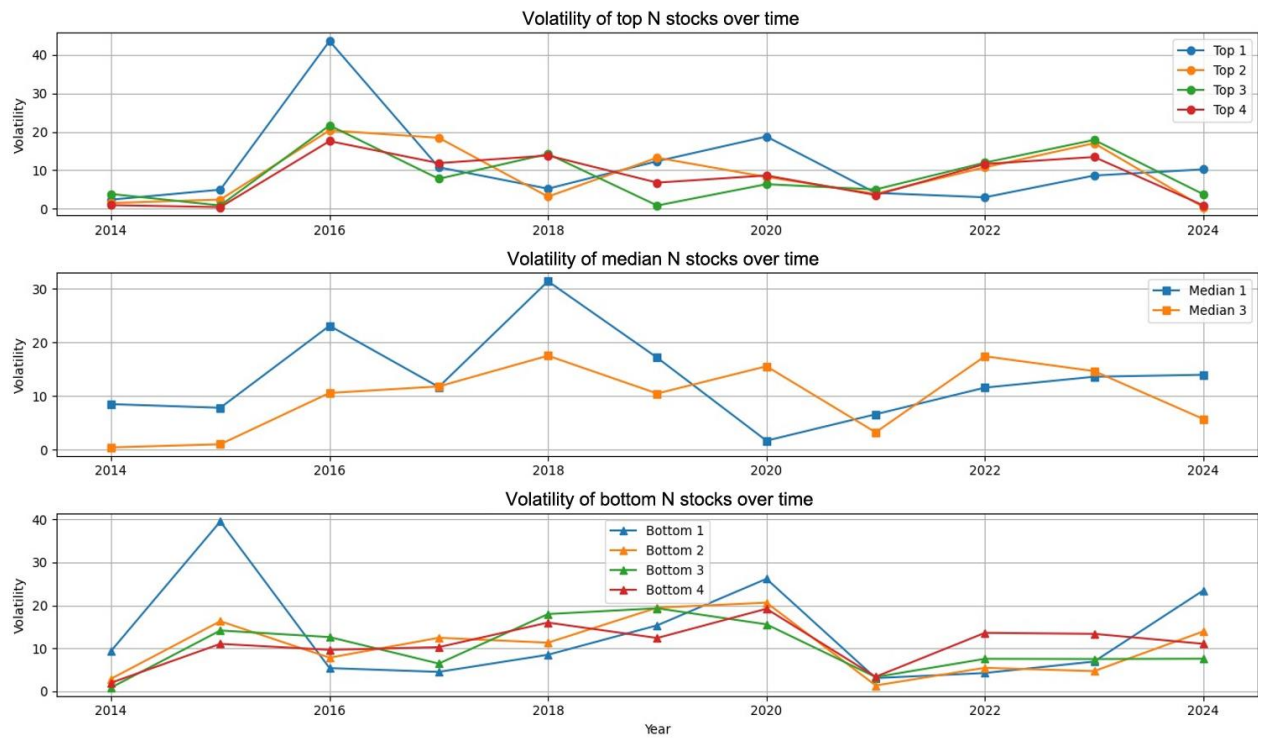 Volatility of top N stocks over time
Volatility
40
30
20
10
0
Top 1
Top 2
Top 3
Top 4
2014 2016 2018 2020 2022 2024
Volatility of median N stocks over time
Volatility
30
20
10
0
Median 1
Median 3
2014 2016 2018 2020 2022 2024
Volatility of bottom N stocks over time
Volatility
40
30
20
10
0
Bottom 1
Bottom 2
Bottom 3
Bottom 4
2014 2016 2018 2020 2022 2024
Year